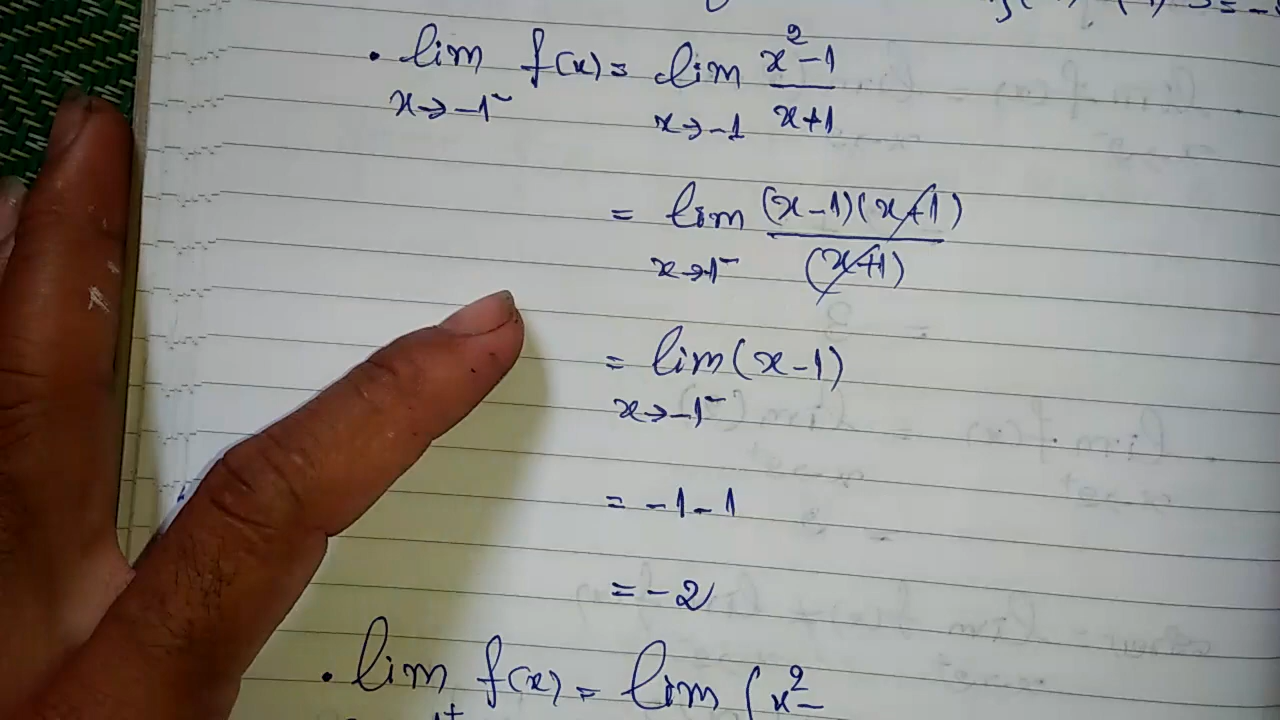 . lim f(x) = lim x²-1
x→-1⁻ x→-1 x+1
= lim (x-1)(x+1)
x→-1⁻ (x+1)
= lim (x-1)
x→-1⁻
= -1-1
= -2
. lim f(x) = lim (x²-